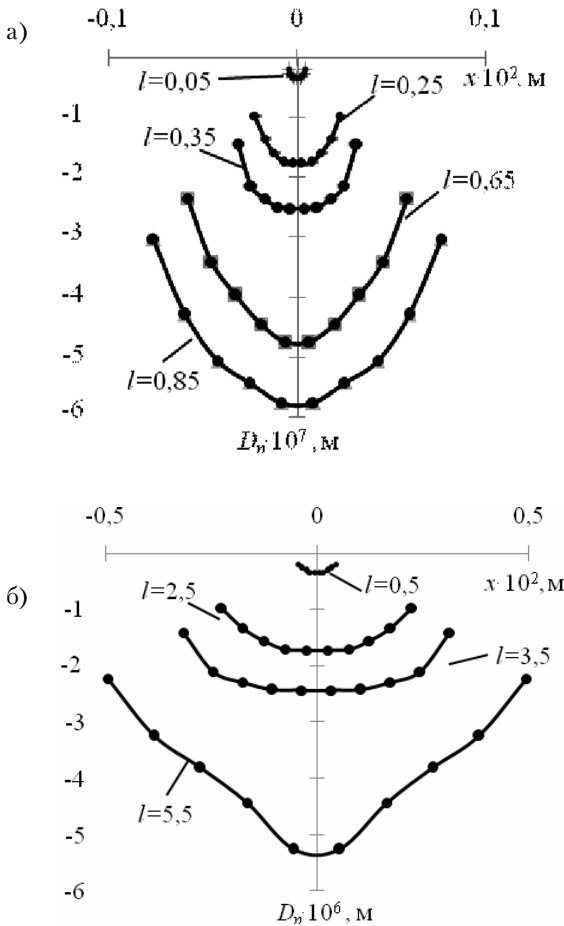 а)
-0,1 0 0,1
x·10², м
l=0,05
l=0,25
-1
l=0,35
-2
l=0,65
-3
-4
-5
l=0,85
-6
Dₙ·10⁷, м
б)
-0,5 0 0,5
x·10², м
l=2,5
l=0,5
-1
-2
l=3,5
-3
-4
l=5,5
-5
-6
Dₙ·10⁶, м